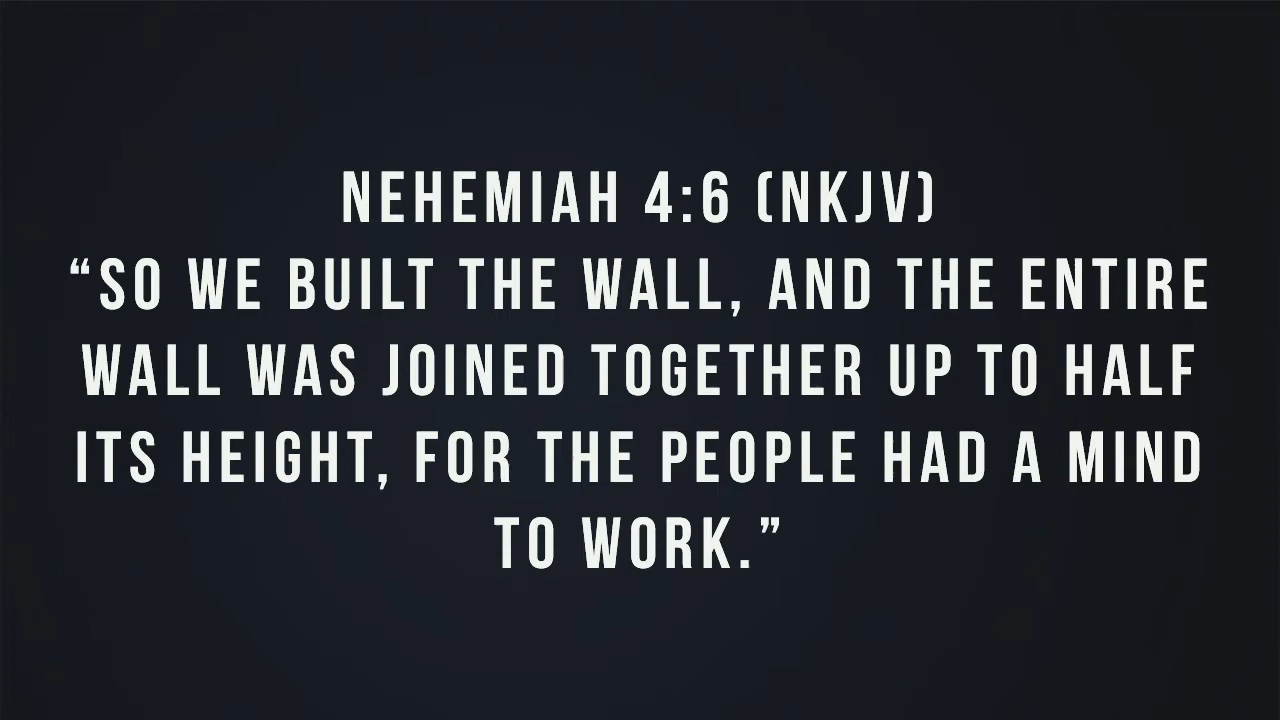 NEHEMIAH 4:6 (NKJV)
“SO WE BUILT THE WALL, AND THE ENTIRE
WALL WAS JOINED TOGETHER UP TO HALF
ITS HEIGHT, FOR THE PEOPLE HAD A MIND
TO WORK.”